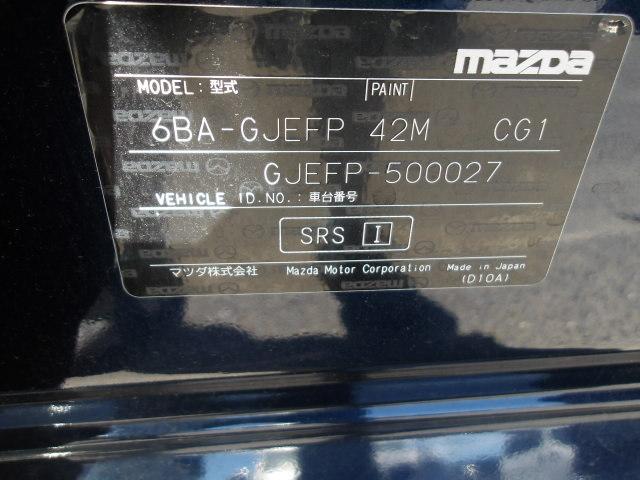 mazda
MODEL: 型式 PAINT
6BA-GJEFP 42M CG1
GJEFP-500027
VEHICLE ID.NO.: 車台番号
SRS I
マツダ株式会社 Mazda Motor Corporation Made in Japan
(D10A)